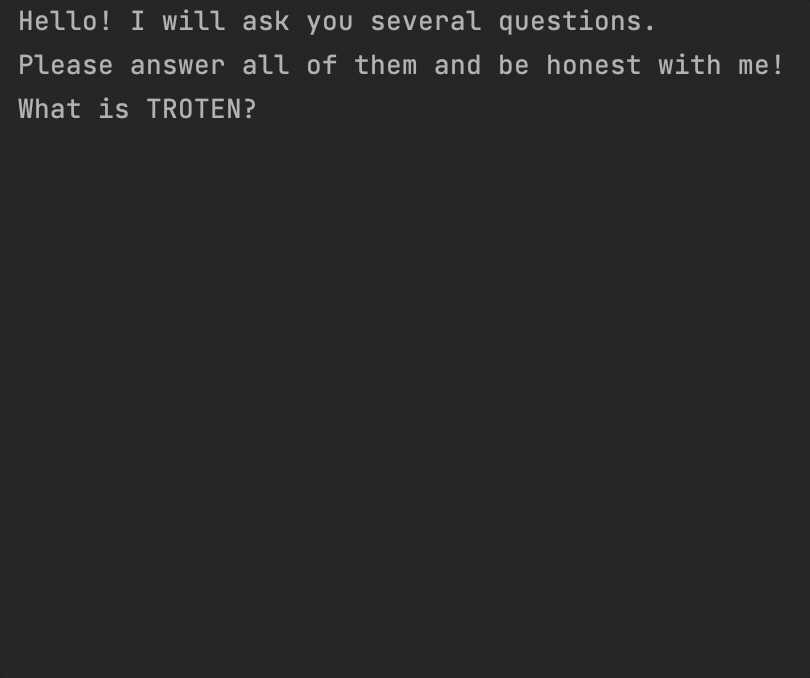 Hello! I will ask you several questions.
Please answer all of them and be honest with me!
What is TROTEN?